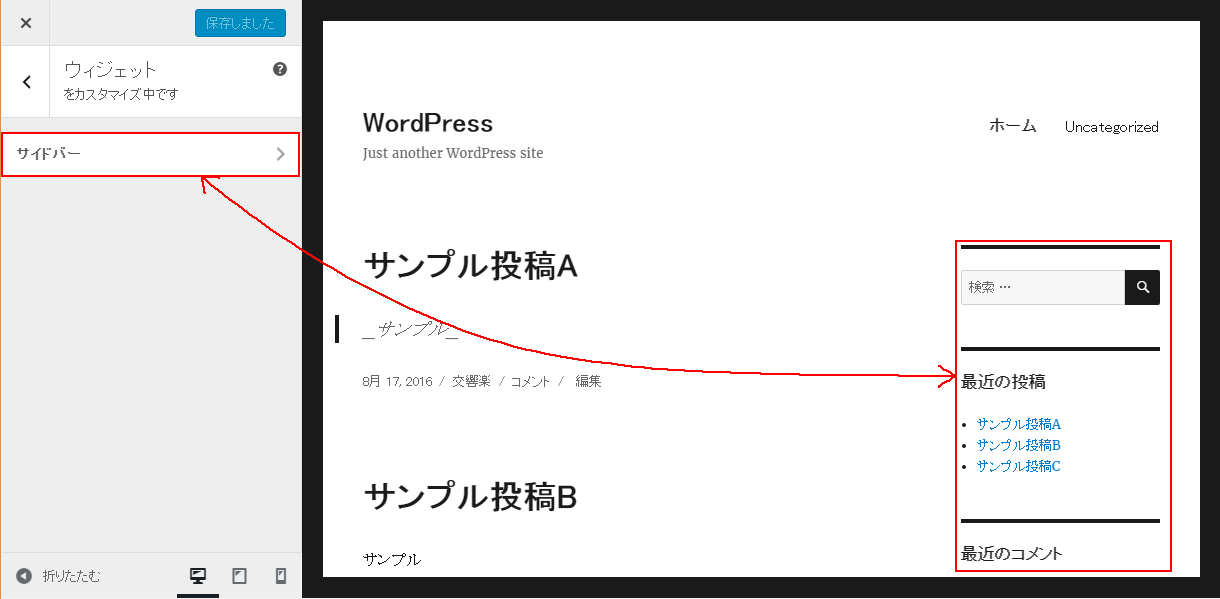 保存しました
ウィジェット
をカスタマイズ中です
サイドバー
折りたたむ
WordPress
Just another WordPress site
ホーム Uncategorized
サンプル投稿A
_サンプル_
8月 17, 2016 / 交響楽 / コメント / 編集
サンプル投稿B
サンプル
検索 …
最近の投稿
サンプル投稿A
サンプル投稿B
サンプル投稿C
最近のコメント